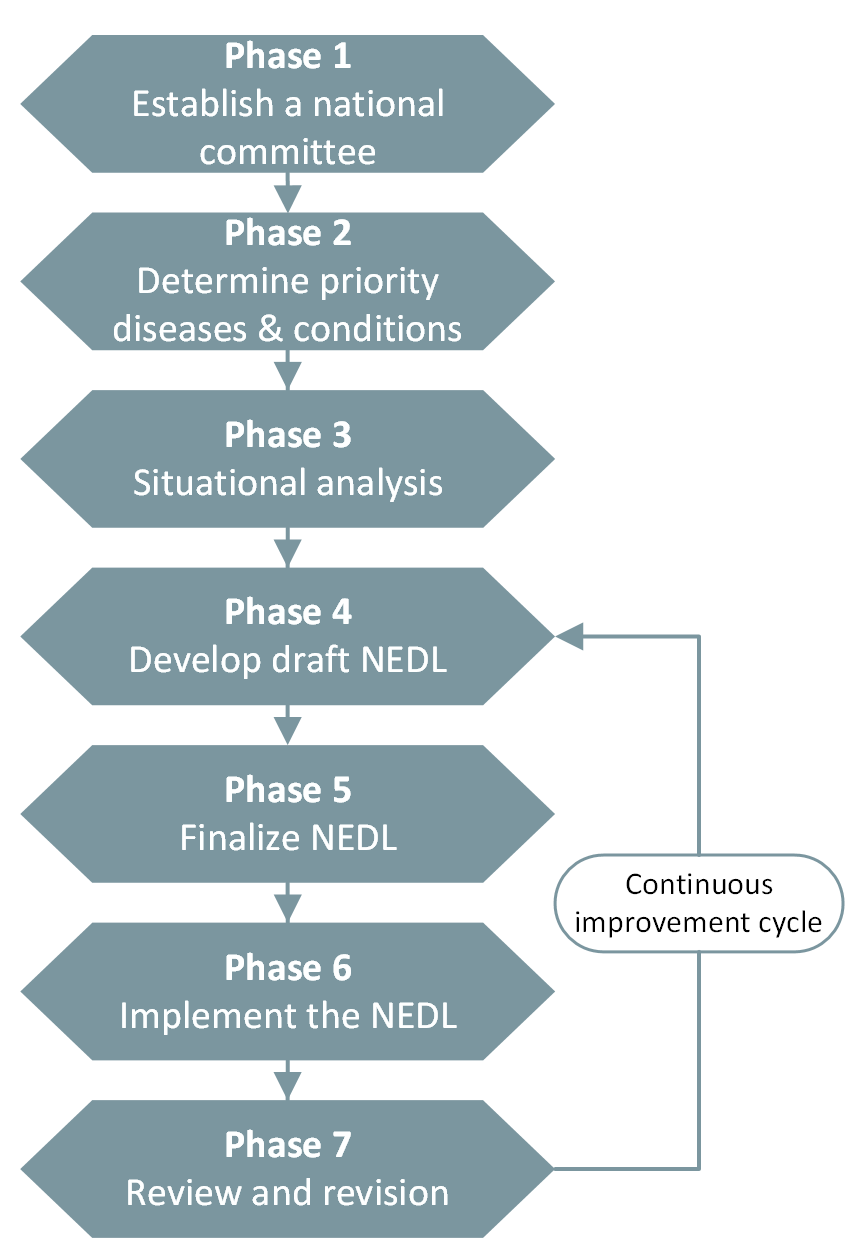 Phase 1
Establish a national
committee
Phase 2
Determine priority
diseases & conditions
Phase 3
Situational analysis
Phase 4
Develop draft NEDL
Phase 5
Finalize NEDL
Continuous
improvement cycle
Phase 6
Implement the NEDL
Phase 7
Review and revision